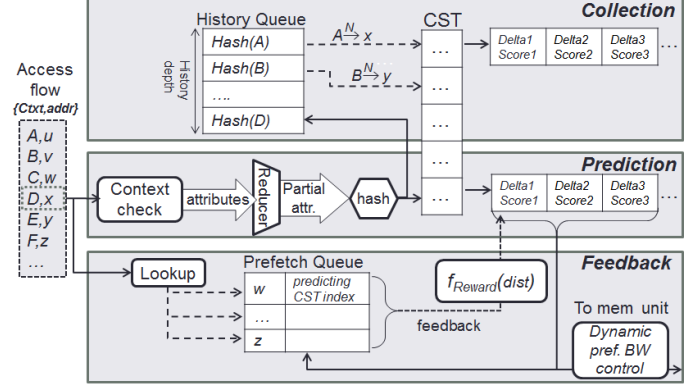 History Queue
CST
Collection
Hash(A)
Hash(B)
....
Hash(D)
History
depth
A N→ x
B N→ y
...
...
...
...
...
Delta1
Score1
Delta2
Score2
Delta3
Score3
...
Access
flow
{Ctxt,addr}
A,u
B,v
C,w
D,x
E,y
F,z
...
Prediction
Context
check
attributes
Reducer
Partial
attr.
hash
Delta1
Score1
Delta2
Score2
Delta3
Score3
...
Feedback
Lookup
Prefetch Queue
w
predicting
CST index
...
z
feedback
fReward(dist)
To mem unit
Dynamic
pref. BW
control